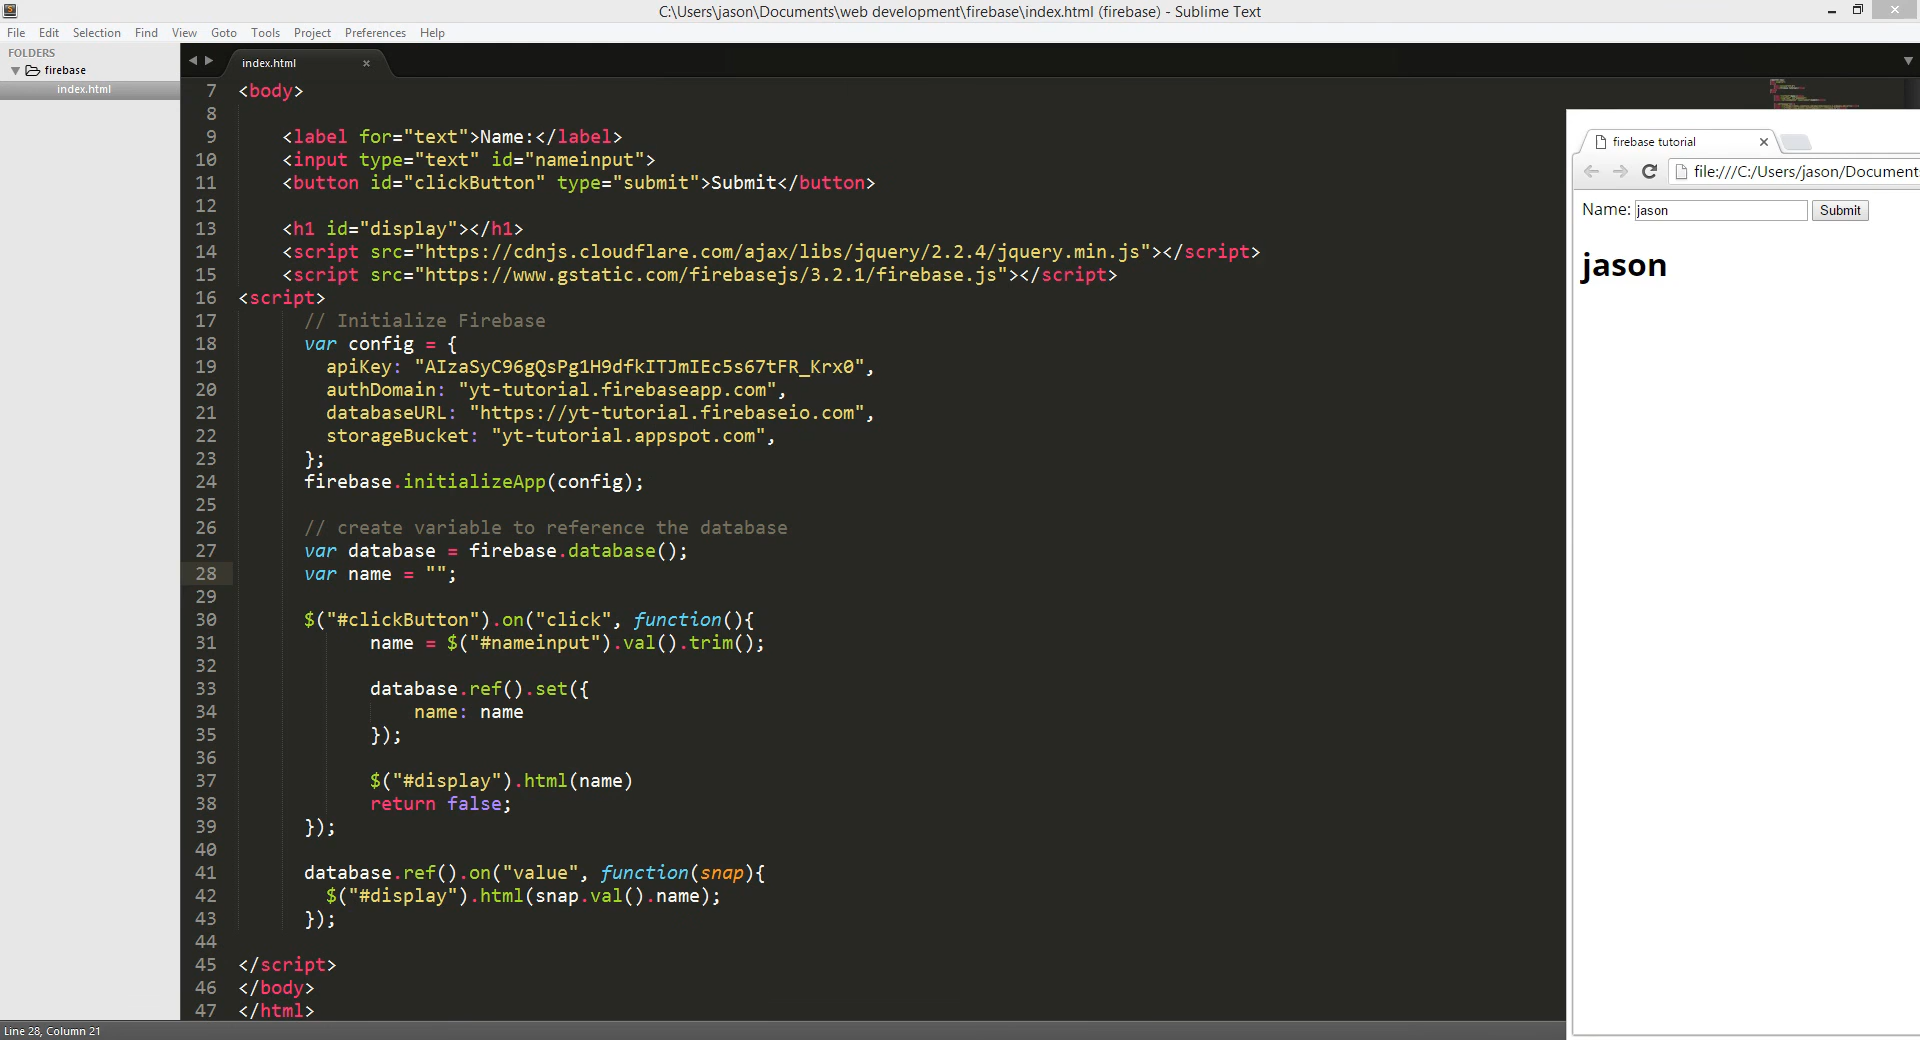 C:\Users\jason\Documents\web development\firebase\index.html (firebase) - Sublime Text
File Edit Selection Find View Goto Tools Project Preferences Help
FOLDERS
firebase
index.html
index.html
7 <body>
8
9 <label for="text">Name:</label>
10 <input type="text" id="nameinput">
11 <button id="clickButton" type="submit">Submit</button>
12
13 <h1 id="display"></h1>
14 <script src="https://cdnjs.cloudflare.com/ajax/libs/jquery/2.2.4/jquery.min.js"></script>
15 <script src="https://www.gstatic.com/firebasejs/3.2.1/firebase.js"></script>
16 <script>
17 // Initialize Firebase
18 var config = {
19 apiKey: "AIzaSyC96gQsPg1H9dfkITJmIEc5s67tFR_Krx0",
20 authDomain: "yt-tutorial.firebaseapp.com",
21 databaseURL: "https://yt-tutorial.firebaseio.com",
22 storageBucket: "yt-tutorial.appspot.com",
23 };
24 firebase.initializeApp(config);
25
26 // create variable to reference the database
27 var database = firebase.database();
28 var name = "";
29
30 $("#clickButton").on("click", function(){
31 name = $("#nameinput").val().trim();
32
33 database.ref().set({
34 name: name
35 });
36
37 $("#display").html(name)
38 return false;
39 });
40
41 database.ref().on("value", function(snap){
42 $("#display").html(snap.val().name);
43 });
44
45 </script>
46 </body>
47 </html>
Line 28, Column 21
firebase tutorial
file:///C:/Users/jason/Documents
Name: jason Submit
jason